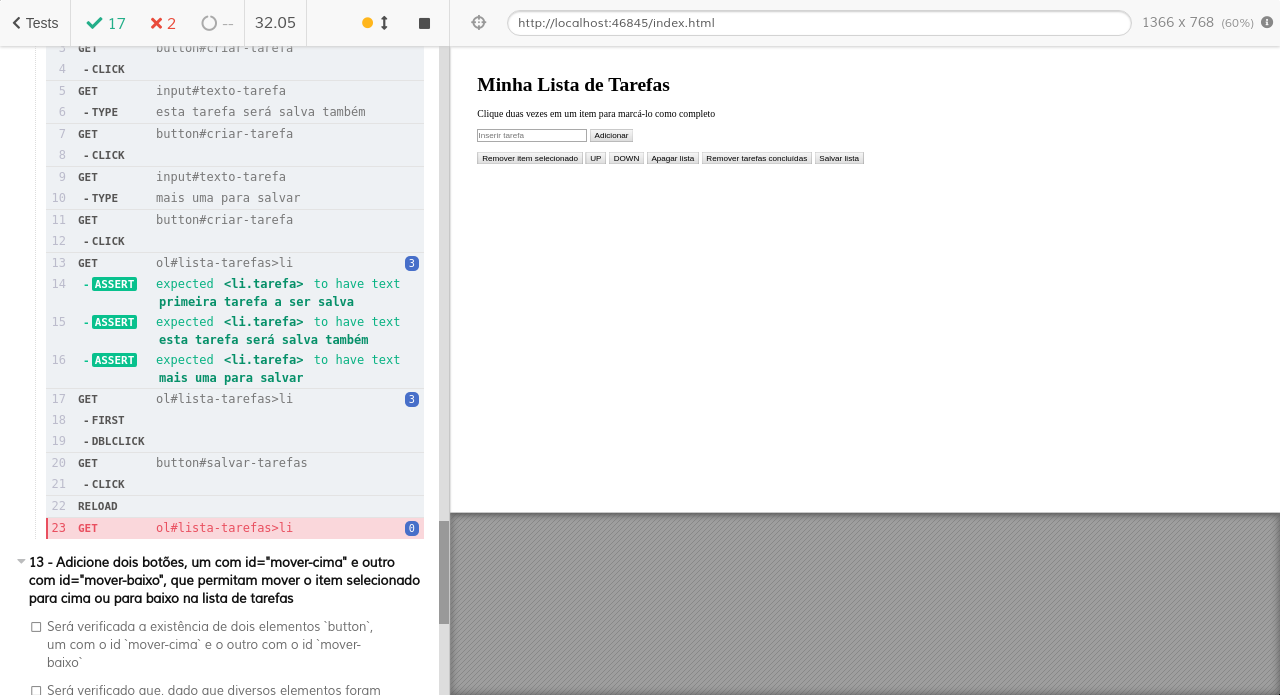 Tests 17 2 -- 32.05 http://localhost:46845/index.html 1366 x 768 (60%)
3 GET button#criar-tarefa
4 - CLICK
5 GET input#texto-tarefa
6 - TYPE esta tarefa será salva também
7 GET button#criar-tarefa
8 - CLICK
9 GET input#texto-tarefa
10 - TYPE mais uma para salvar
11 GET button#criar-tarefa
12 - CLICK
13 GET ol#lista-tarefas>li 3
14 - ASSERT expected <li.tarefa> to have text
primeira tarefa a ser salva
15 - ASSERT expected <li.tarefa> to have text
esta tarefa será salva também
16 - ASSERT expected <li.tarefa> to have text
mais uma para salvar
17 GET ol#lista-tarefas>li 3
18 - FIRST
19 - DBLCLICK
20 GET button#salvar-tarefas
21 - CLICK
22 RELOAD
23 GET ol#lista-tarefas>li 0
13 - Adicione dois botões, um com id="mover-cima" e outro
com id="mover-baixo", que permitam mover o item selecionado
para cima ou para baixo na lista de tarefas
Será verificada a existência de dois elementos `button`,
um com o id `mover-cima` e o outro com o id `mover-
baixo`
Será verificado que, dado que diversos elementos foram
Minha Lista de Tarefas
Clique duas vezes em um item para marcá-lo como completo
Inserir tarefa Adicionar
Remover item selecionado UP DOWN Apagar lista Remover tarefas concluídas Salvar lista